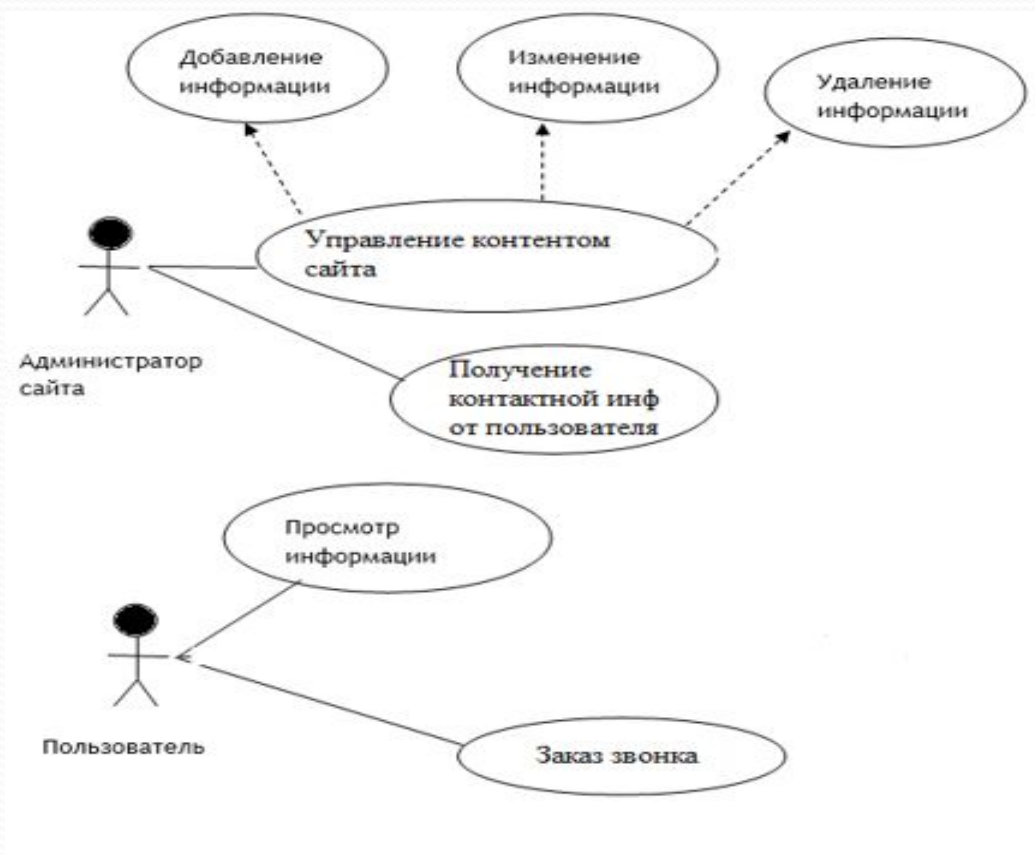 Добавление
информации
Изменение
информации
Удаление
информации
Управление контентом
сайта
Администратор
сайта
Получение
контактной инф
от пользователя
Просмотр
информации
Пользователь
Заказ звонка